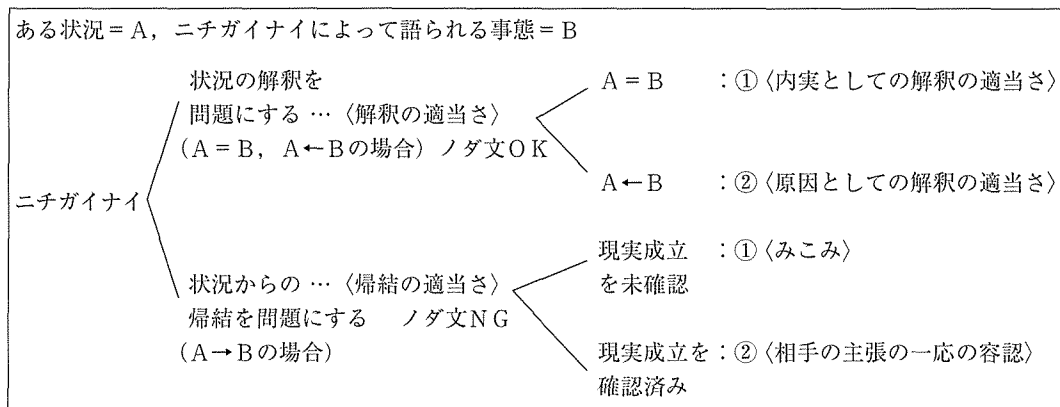 ある状況＝A，ニチガイナイによって語られる事態＝B
状況の解釈を
問題にする …〈解釈の適当さ〉
(A＝B，A←Bの場合) ノダ文OK
A＝B ：①〈内実としての解釈の適当さ〉
A←B ：②〈原因としての解釈の適当さ〉
ニチガイナイ
状況からの …〈帰結の適当さ〉
帰結を問題にする ノダ文NG
(A→Bの場合)
現実成立 ：①〈みこみ〉
を未確認
現実成立を：②〈相手の主張の一応の容認〉
確認済み